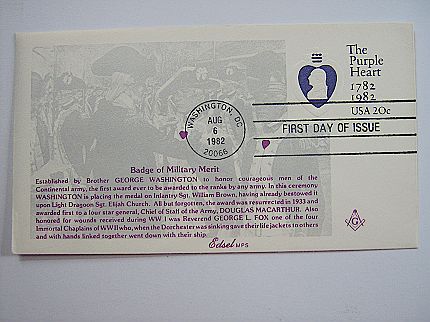 The
Purple
Heart
1782
1982
USA 20c
WASHINGTON, DC
AUG
6
1982
20066
FIRST DAY OF ISSUE
Badge of Military Merit
Established by Brother GEORGE WASHINGTON to honor courageous men of the
Continental army, the first award ever to be awarded to the ranks by any army. In this ceremony
WASHINGTON is placing the medal on Infantry Sgt. William Brown, having already bestowed it
upon Light Dragoon Sgt. Elijah Church. All but forgotten, the award was resurrected in 1933 and
awarded first to a four star general, Chief of Staff of the Army, DOUGLAS MACARTHUR. Also
honored for wounds received during WW I was Reverend GEORGE L. FOX one of the four
Immortal Chaplains of WW II who, when the Dorchester was sinking gave their life jackets to others
and with hands linked together went down with their ship.
Edsel MPS
G